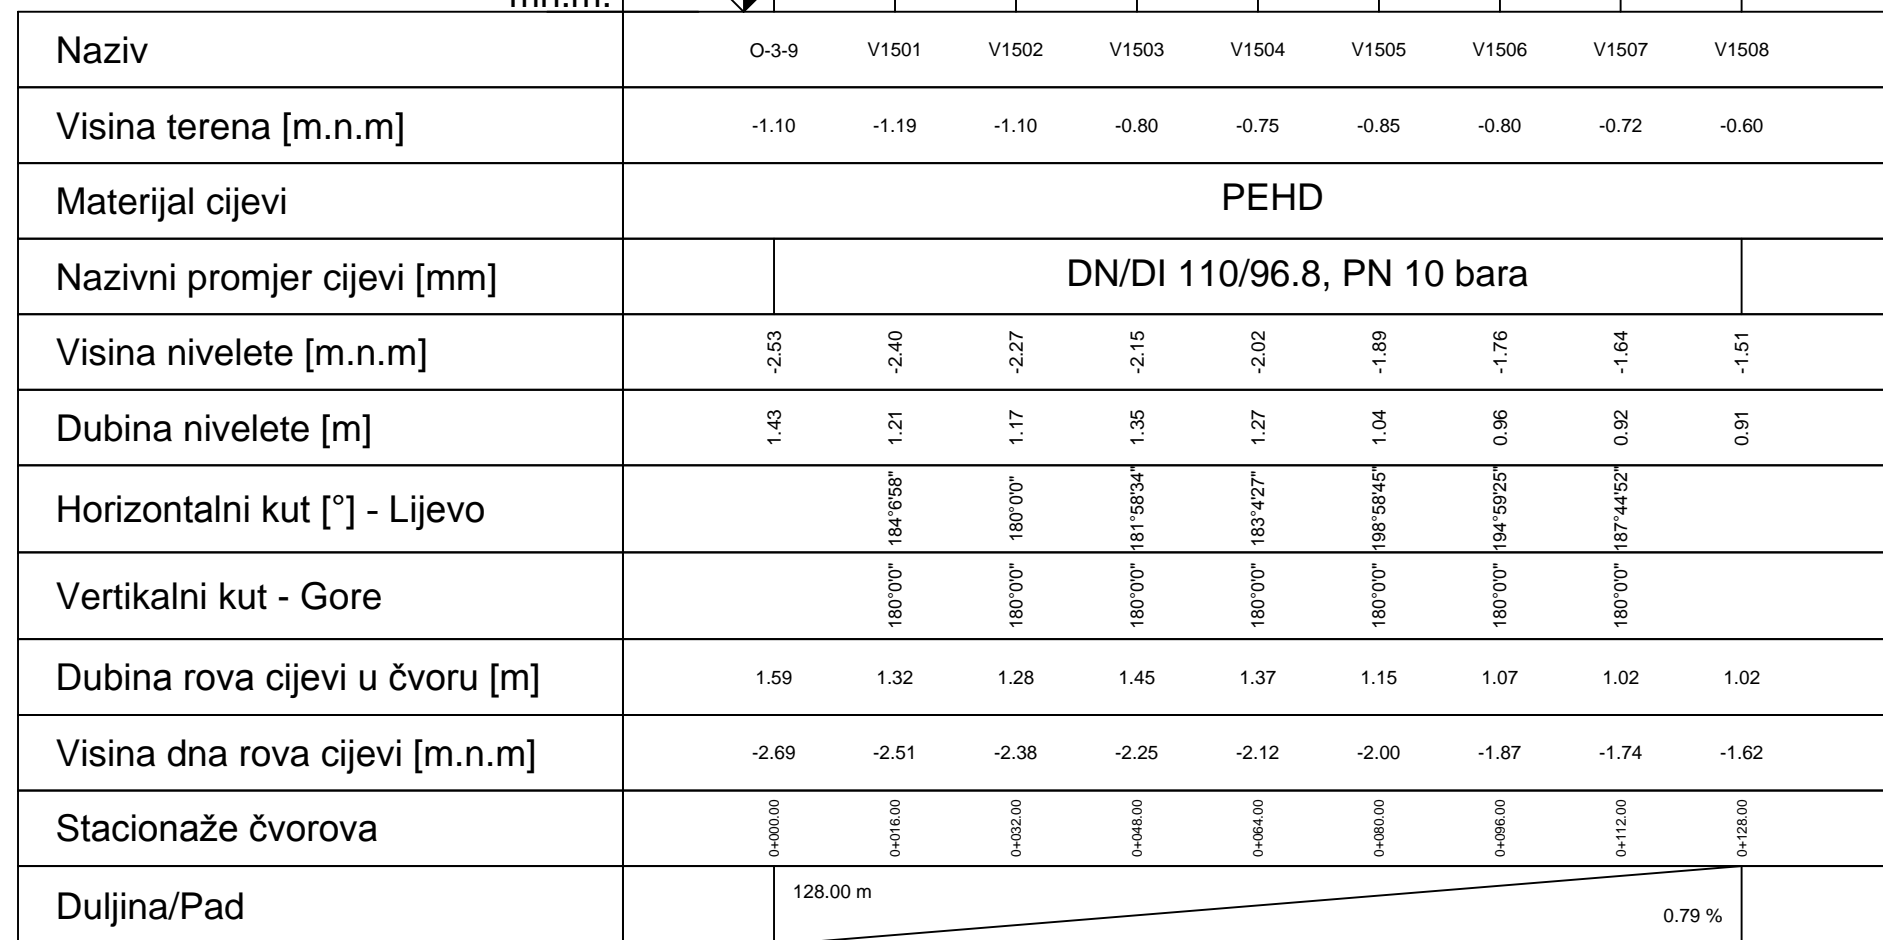 mn.m.
Naziv O-3-9 V1501 V1502 V1503 V1504 V1505 V1506 V1507 V1508
Visina terena [m.n.m] -1.10 -1.19 -1.10 -0.80 -0.75 -0.85 -0.80 -0.72 -0.60
Materijal cijevi PEHD
Nazivni promjer cijevi [mm] DN/DI 110/96.8, PN 10 bara
Visina nivelete [m.n.m] -2.53 -2.40 -2.27 -2.15 -2.02 -1.89 -1.76 -1.64 -1.51
Dubina nivelete [m] 1.43 1.21 1.17 1.35 1.27 1.04 0.96 0.92 0.91
Horizontalni kut [°] - Lijevo 184°6'58" 180°0'0" 181°58'34" 183°4'27" 198°58'45" 194°59'25" 187°44'52"
Vertikalni kut - Gore 180°0'0" 180°0'0" 180°0'0" 180°0'0" 180°0'0" 180°0'0" 180°0'0"
Dubina rova cijevi u čvoru [m] 1.59 1.32 1.28 1.45 1.37 1.15 1.07 1.02 1.02
Visina dna rova cijevi [m.n.m] -2.69 -2.51 -2.38 -2.25 -2.12 -2.00 -1.87 -1.74 -1.62
Stacionaže čvorova 0+000.00 0+016.00 0+032.00 0+048.00 0+064.00 0+080.00 0+096.00 0+112.00 0+128.00
Duljina/Pad 128.00 m 0.79 %